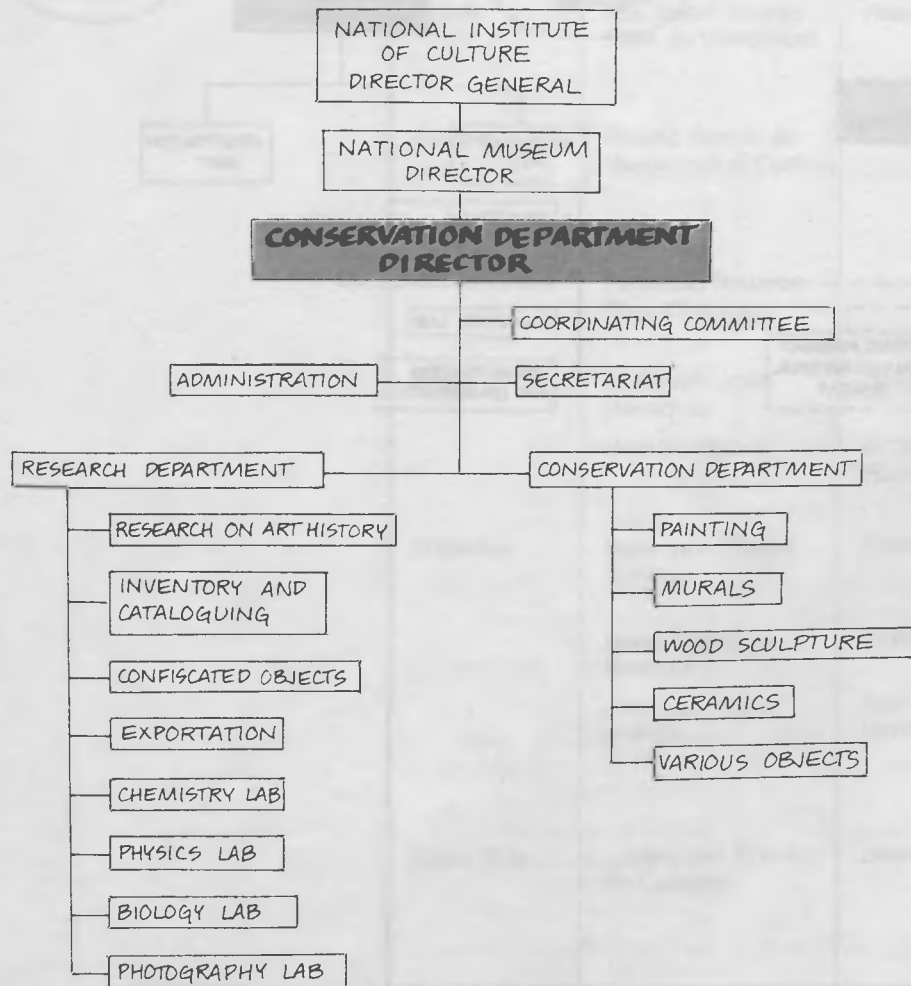 NATIONAL INSTITUTE
OF CULTURE
DIRECTOR GENERAL
NATIONAL MUSEUM
DIRECTOR
CONSERVATION DEPARTMENT
DIRECTOR
COORDINATING COMMITTEE
ADMINISTRATION
SECRETARIAT
RESEARCH DEPARTMENT
RESEARCH ON ART HISTORY
INVENTORY AND
CATALOGUING
CONFISCATED OBJECTS
EXPORTATION
CHEMISTRY LAB
PHYSICS LAB
BIOLOGY LAB
PHOTOGRAPHY LAB
CONSERVATION DEPARTMENT
PAINTING
MURALS
WOOD SCULPTURE
CERAMICS
VARIOUS OBJECTS